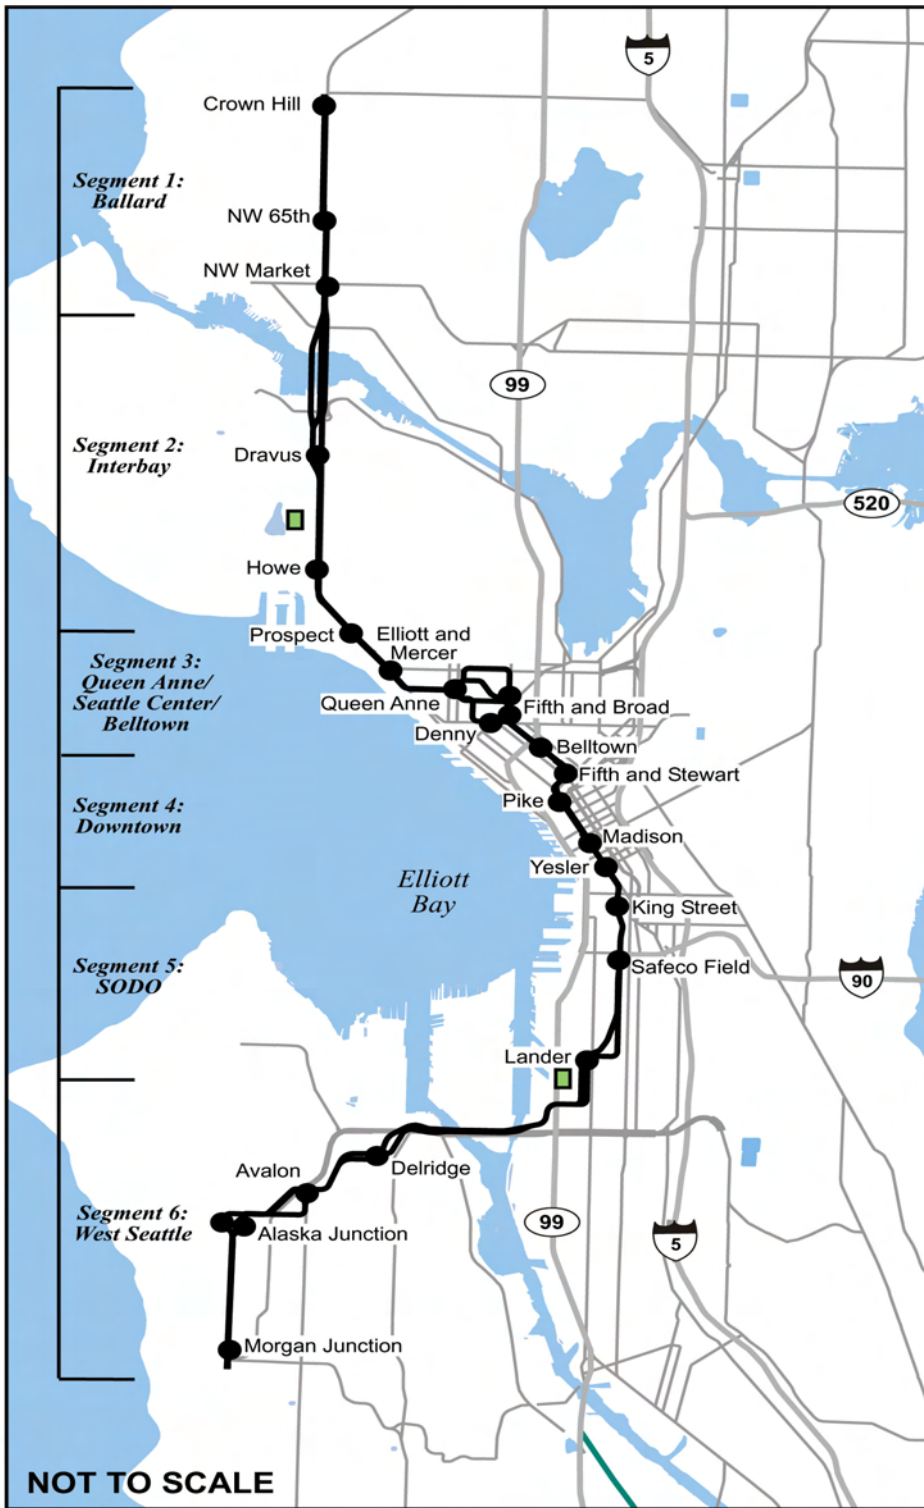 5
Crown Hill
Segment 1:
Ballard
NW 65th
NW Market
99
Segment 2:
Interbay
Dravus
520
Howe
Prospect
Elliott and
Mercer
Segment 3:
Queen Anne/
Seattle Center/
Belltown
Queen Anne
Fifth and Broad
Denny
Belltown
Fifth and Stewart
Segment 4:
Downtown
Pike
Madison
Yesler
Elliott
Bay
King Street
Segment 5:
SODO
Safeco Field
90
Lander
Delridge
Avalon
Segment 6:
West Seattle
Alaska Junction
99
5
Morgan Junction
NOT TO SCALE